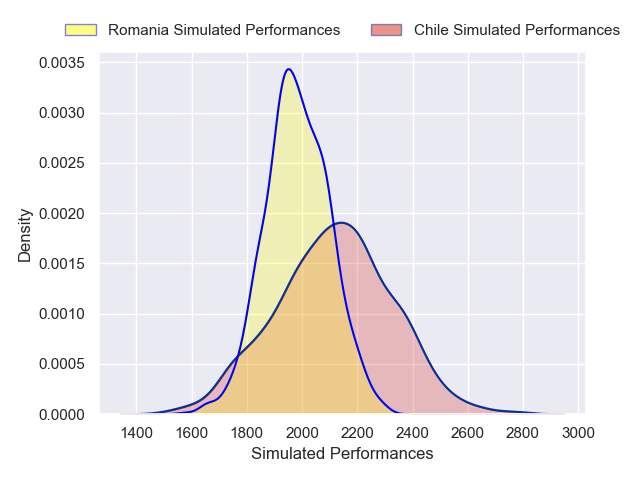 Romania Simulated Performances Chile Simulated Performances
0.0035
0.0030
0.0025
0.0020
0.0015
0.0010
0.0005
0.0000
Density
1400 1600 1800 2000 2200 2400 2600 2800 3000
Simulated Performances